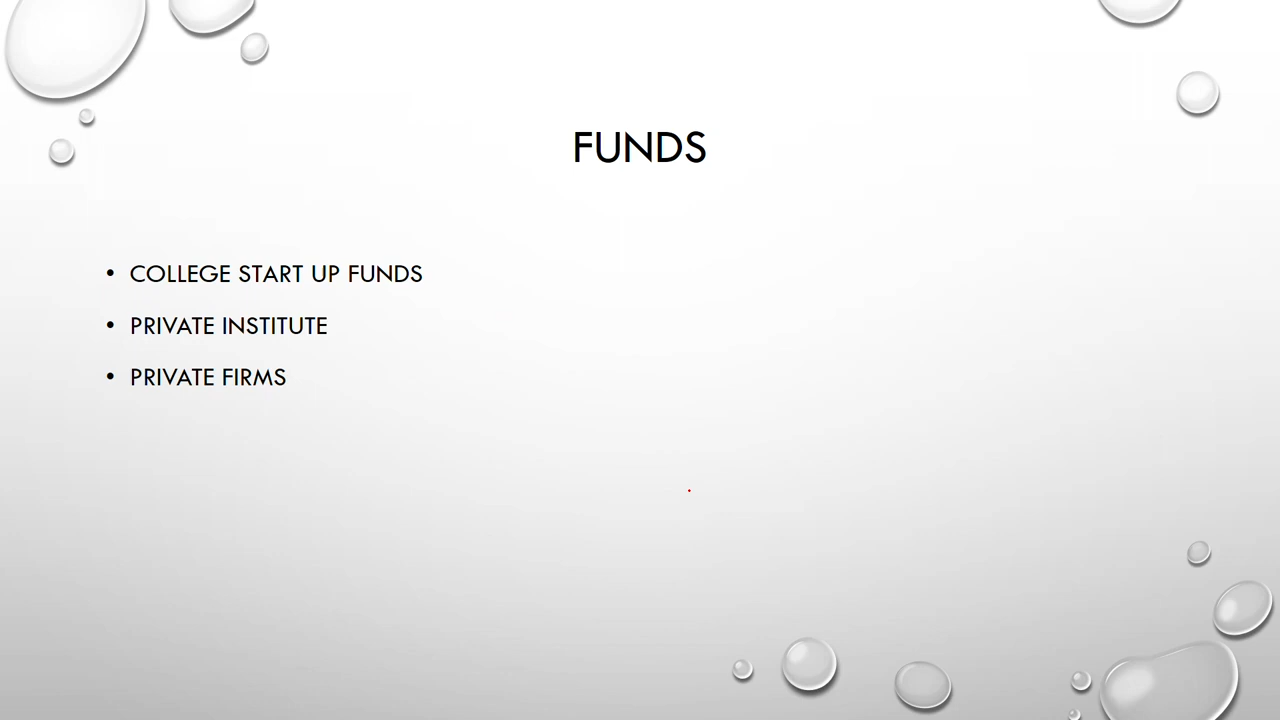 FUNDS
• COLLEGE START UP FUNDS
• PRIVATE INSTITUTE
• PRIVATE FIRMS